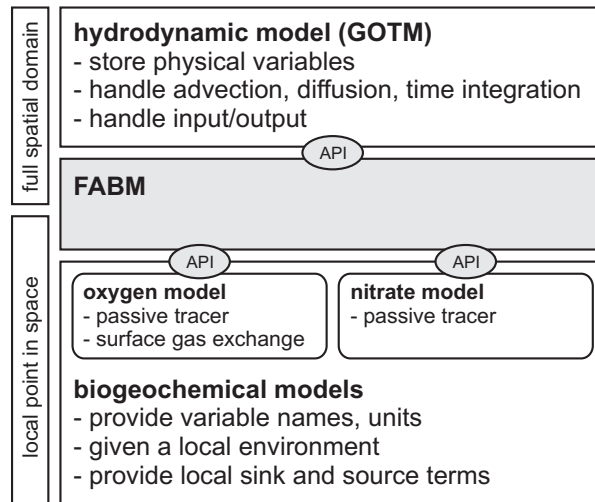 full spatial domain
hydrodynamic model (GOTM)
- store physical variables
- handle advection, diffusion, time integration
- handle input/output
API
FABM
local point in space
API
API
oxygen model
- passive tracer
- surface gas exchange
nitrate model
- passive tracer
biogeochemical models
- provide variable names, units
- given a local environment
- provide local sink and source terms